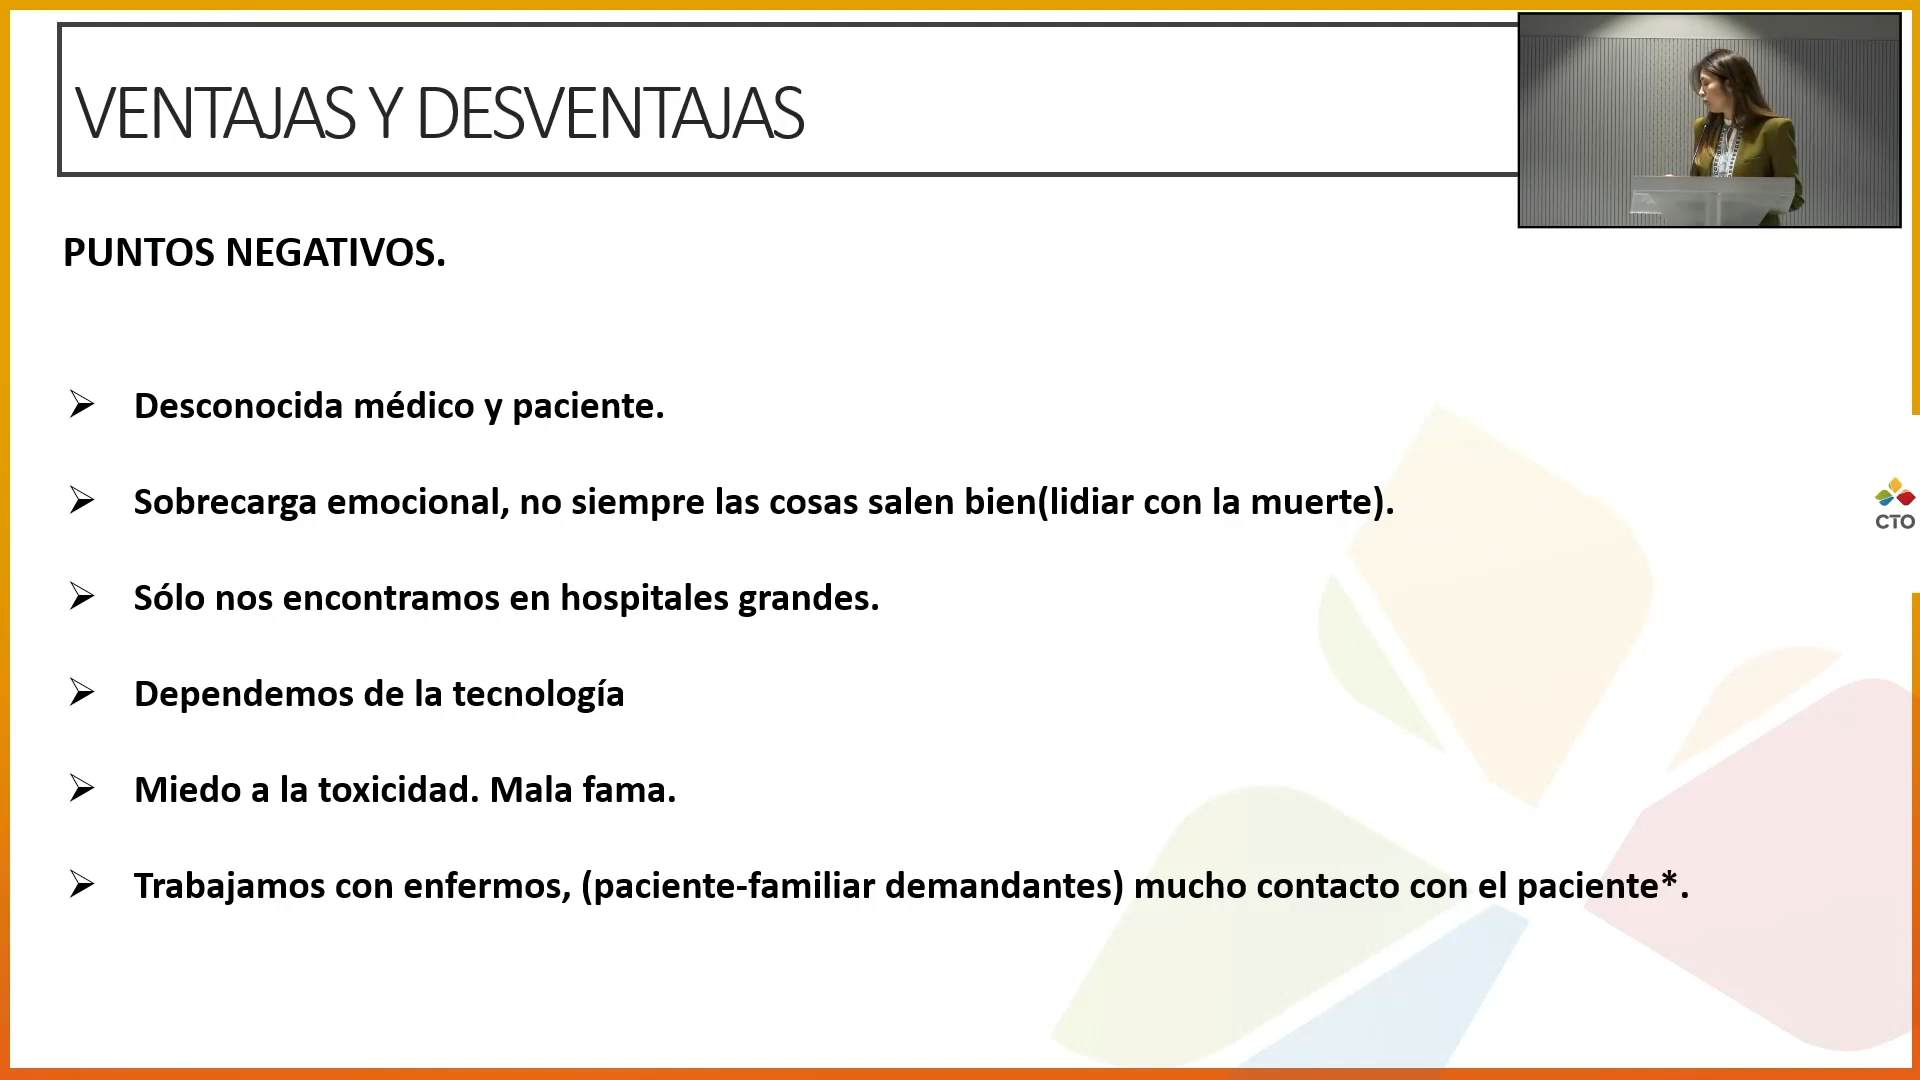 VENTAJAS Y DESVENTAJAS
PUNTOS NEGATIVOS.
Desconocida médico y paciente.
Sobrecarga emocional, no siempre las cosas salen bien(lidiar con la muerte).
Sólo nos encontramos en hospitales grandes.
Dependemos de la tecnología
Miedo a la toxicidad. Mala fama.
Trabajamos con enfermos, (paciente-familiar demandantes) mucho contacto con el paciente*.
CTO